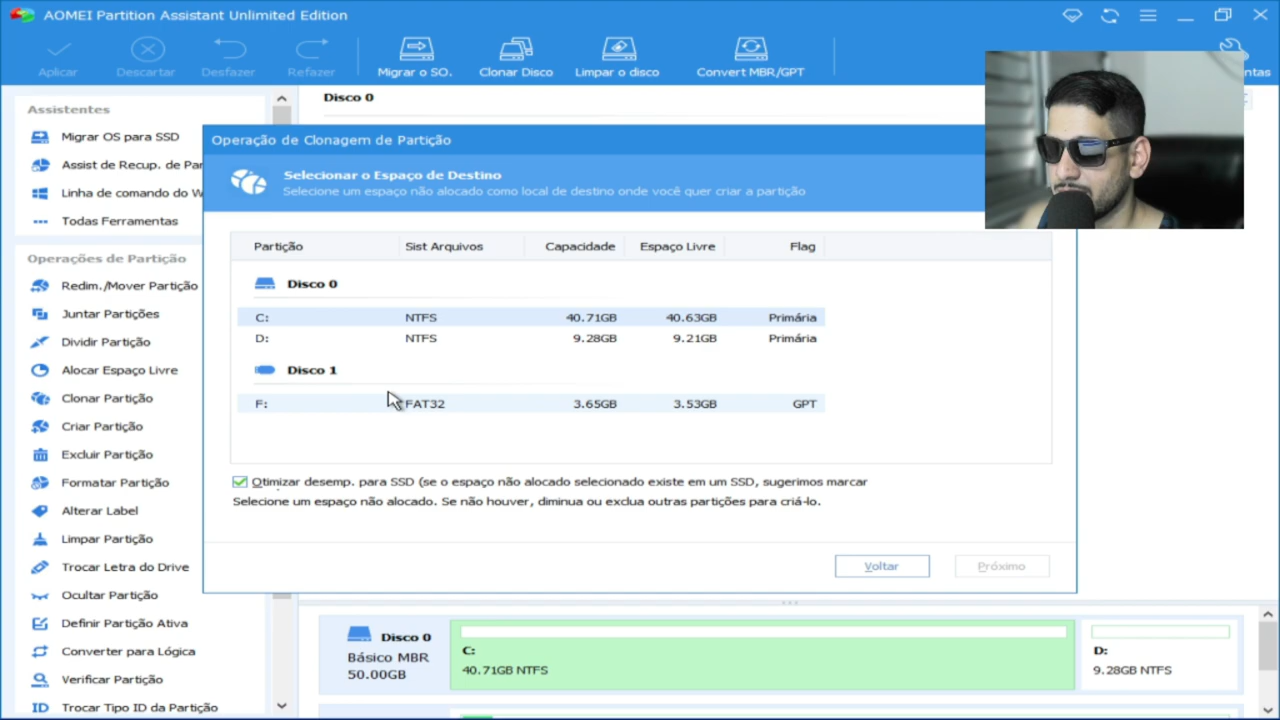 AOMEI Partition Assistant Unlimited Edition
Aplicar
Descartar
Desfazer
Refazer
Migrar o SO.
Clonar Disco
Limpar o disco
Convert MBR/GPT
ntas
Assistentes
Migrar OS para SSD
Assist de Recup. de Par
Linha de comando do W
Todas Ferramentas
Operações de Partição
Redim./Mover Partição
Juntar Partições
Dividir Partição
Alocar Espaço Livre
Clonar Partição
Criar Partição
Excluir Partição
Formatar Partição
Alterar Label
Limpar Partição
Trocar Letra do Drive
Ocultar Partição
Definir Partição Ativa
Converter para Lógica
Verificar Partição
ID Trocar Tipo ID da Partição
Disco 0
Operação de Clonagem de Partição
Selecionar o Espaço de Destino
Selecione um espaço não alocado como local de destino onde você quer criar a partição
Partição Sist Arquivos Capacidade Espaço Livre Flag
Disco 0
C: NTFS 40.71GB 40.63GB Primária
D: NTFS 9.28GB 9.21GB Primária
Disco 1
F: FAT32 3.65GB 3.53GB GPT
Otimizar desemp. para SSD (se o espaço não alocado selecionado existe em um SSD, sugerimos marcar
Selecione um espaço não alocado. Se não houver, diminua ou exclua outras partições para criá-lo.
Voltar
Próximo
Disco 0
Básico MBR
50.00GB
C:
40.71GB NTFS
D:
9.28GB NTFS